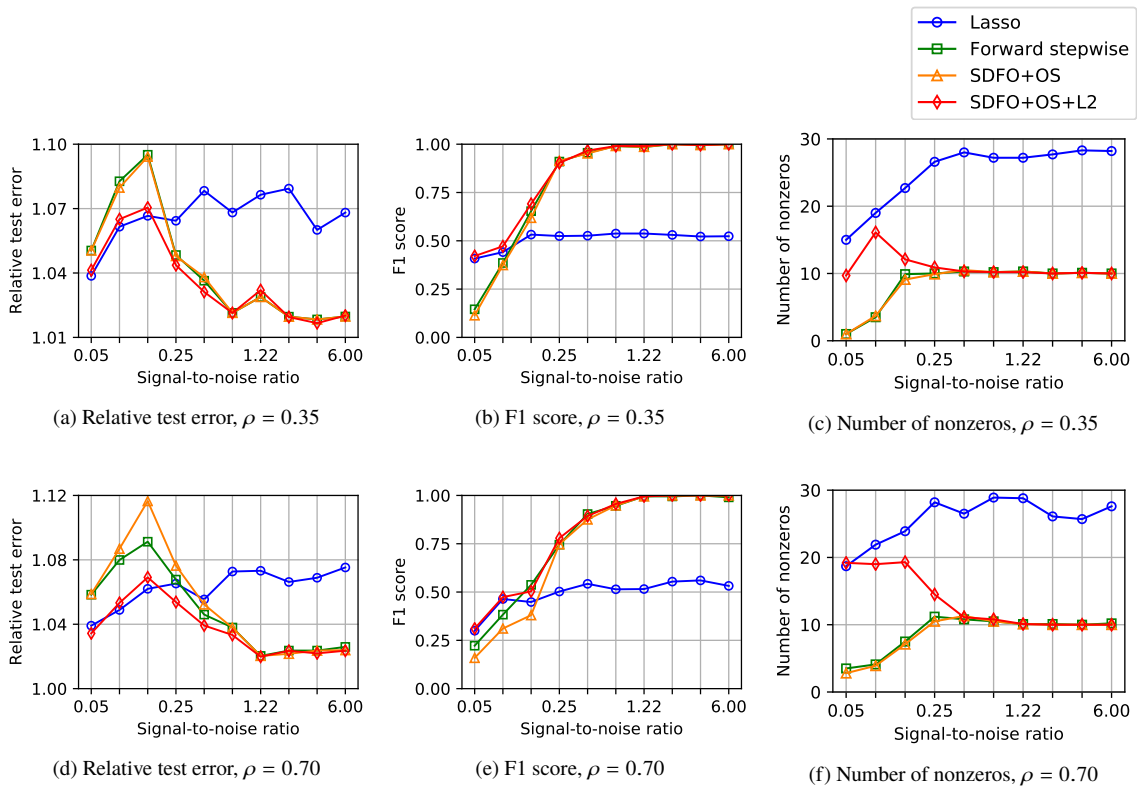 Lasso
Forward stepwise
SDFO+OS
SDFO+OS+L2
1.10
1.07
1.04
1.01
Relative test error
0.05 0.25 1.22 6.00
Signal-to-noise ratio
(a) Relative test error, ρ = 0.35
1.00
0.75
0.50
0.25
0.00
F1 score
0.05 0.25 1.22 6.00
Signal-to-noise ratio
(b) F1 score, ρ = 0.35
30
20
10
0
Number of nonzeros
0.05 0.25 1.22 6.00
Signal-to-noise ratio
(c) Number of nonzeros, ρ = 0.35
1.12
1.08
1.04
1.00
Relative test error
0.05 0.25 1.22 6.00
Signal-to-noise ratio
(d) Relative test error, ρ = 0.70
1.00
0.75
0.50
0.25
0.00
F1 score
0.05 0.25 1.22 6.00
Signal-to-noise ratio
(e) F1 score, ρ = 0.70
30
20
10
0
Number of nonzeros
0.05 0.25 1.22 6.00
Signal-to-noise ratio
(f) Number of nonzeros, ρ = 0.70